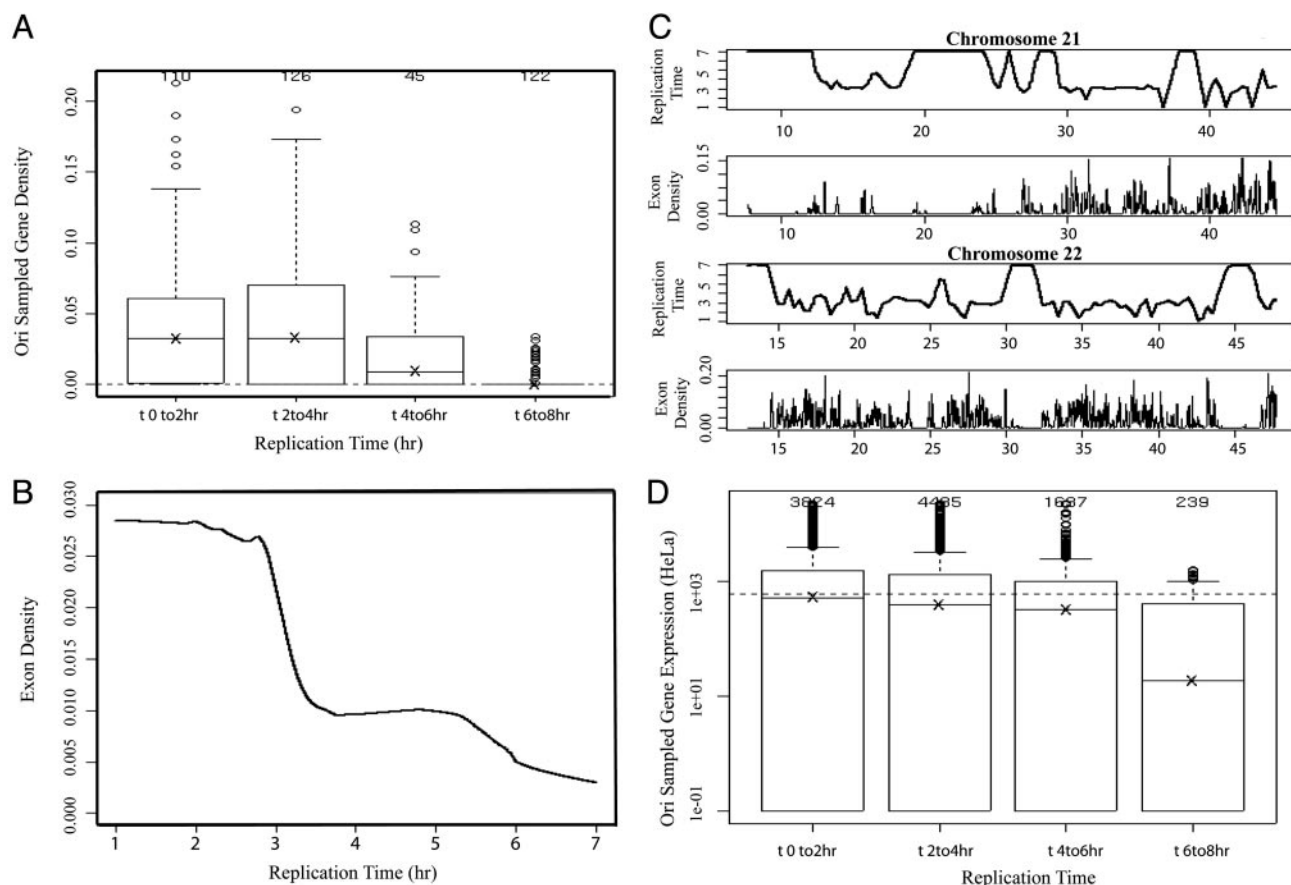 A
110 126 45 122
Ori Sampled Gene Density
0.00 0.05 0.10 0.15 0.20
t 0 to2hr t 2to4hr t 4to6hr t 6to8hr
Replication Time (hr)
B
Exon Density
0.000 0.005 0.010 0.015 0.020 0.025 0.030
1 2 3 4 5 6 7
Replication Time (hr)
C
Chromosome 21
Replication
Time
1 3 5 7
10 20 30 40
Exon
Density
0.00 0.15
10 20 30 40
Chromosome 22
Replication
Time
1 3 5 7
15 20 25 30 35 40 45
Exon
Density
0.00 0.20
15 20 25 30 35 40 45
D
239
Ori Sampled Gene Expression (HeLa)
1e-01 1e+01 1e+03
t 0 to2hr t 2to4hr t 4to6hr t 6to8hr
Replication Time